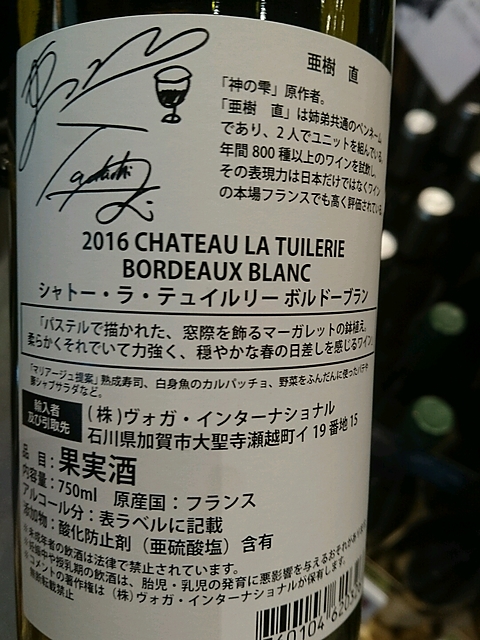 亜樹 直
「神の雫」原作者。
「亜樹 直」は姉弟共通のペンネーム
であり、2人でユニットを組んでいる。
年間800種以上のワインを試飲し、
その表現力は日本だけではなくワイン
の本場フランスでも高く評価されている
2016 CHATEAU LA TUILERIE
BORDEAUX BLANC
シャトー・ラ・テュイルリー ボルドーブラン
「パステルで描かれた、窓際を飾るマーガレットの鉢植え。
柔らかくそれでいて力強く、穏やかな春の日差しを感じるワイン」
「マリアージュ提案」熟成寿司、白身魚のカルパッチョ、野菜をふんだんに使ったパテや
豚シャブサラダなど。
輸入者
及び引取先
(株)ヴォガ・インターナショナル
石川県加賀市大聖寺瀬越町イ19番地15
品 目：果実酒
内容量：750ml 原産国：フランス
アルコール分：表ラベルに記載
添加物：酸化防止剤（亜硫酸塩）含有
※未成年者の飲酒は法律で禁止されています。
※妊娠中や授乳期の飲酒は、胎児・乳児の発育に悪影響を与えるおそれが
※コメントの著作権は（株）ヴォガ・インターナショナルが保有します。
無断転載禁止